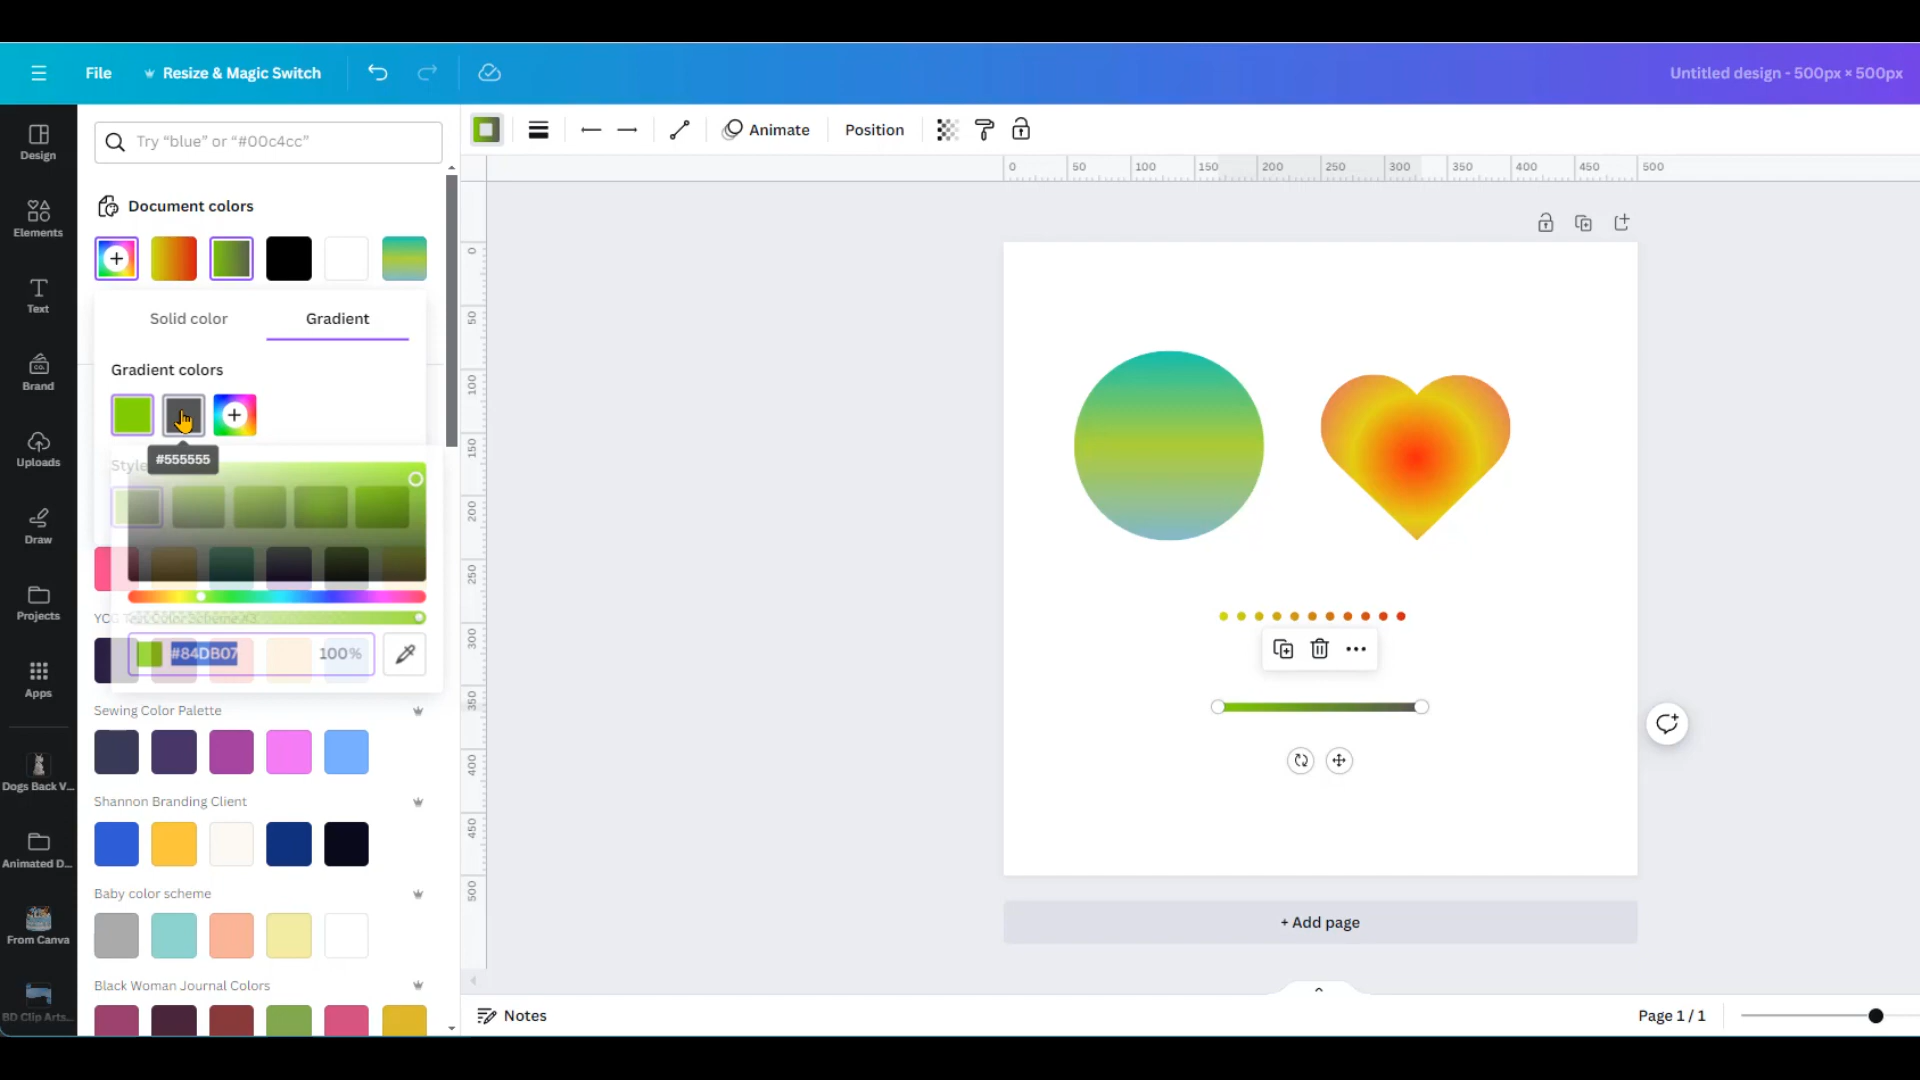 File
Resize & Magic Switch
Untitled design - 500px × 500px
Design
Elements
Text
Brand
Uploads
Draw
Projects
Apps
Dogs Back V...
Animated D...
From Canva
BD Clip Arts...
Try “blue” or “#00c4cc”
Document colors
Solid color
Gradient
Gradient colors
#555555
Style
#84DB07
100%
Sewing Color Palette
Shannon Branding Client
Baby color scheme
Black Woman Journal Colors
Animate
Position
0 50 100 150 200 250 300 350 400 450 500
0
50
100
150
200
250
300
350
400
450
500
+ Add page
Notes
Page 1 / 1